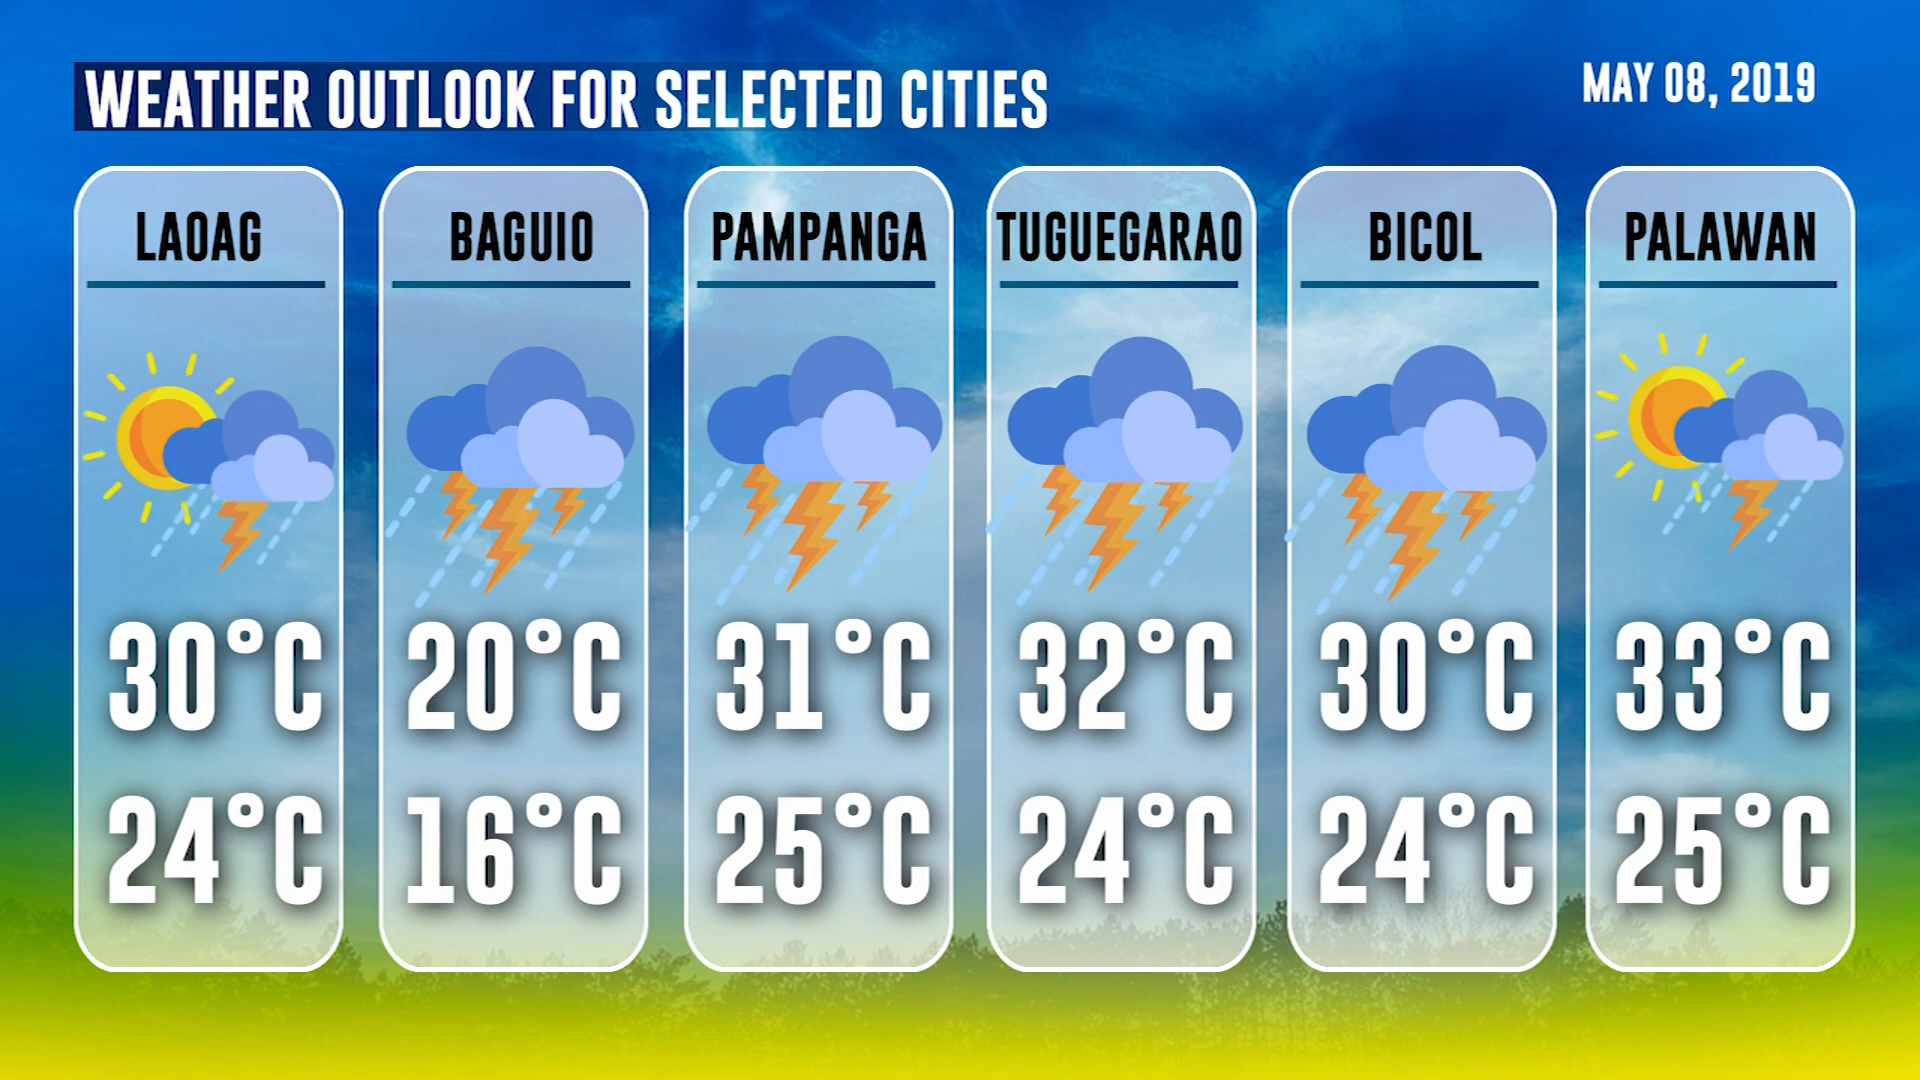 WEATHER OUTLOOK FOR SELECTED CITIES
MAY 08, 2019
LAOAG
30°C
24°C
BAGUIO
20°C
16°C
PAMPANGA
31°C
25°C
TUGUEGARAO
32°C
24°C
BICOL
30°C
24°C
PALAWAN
33°C
25°C